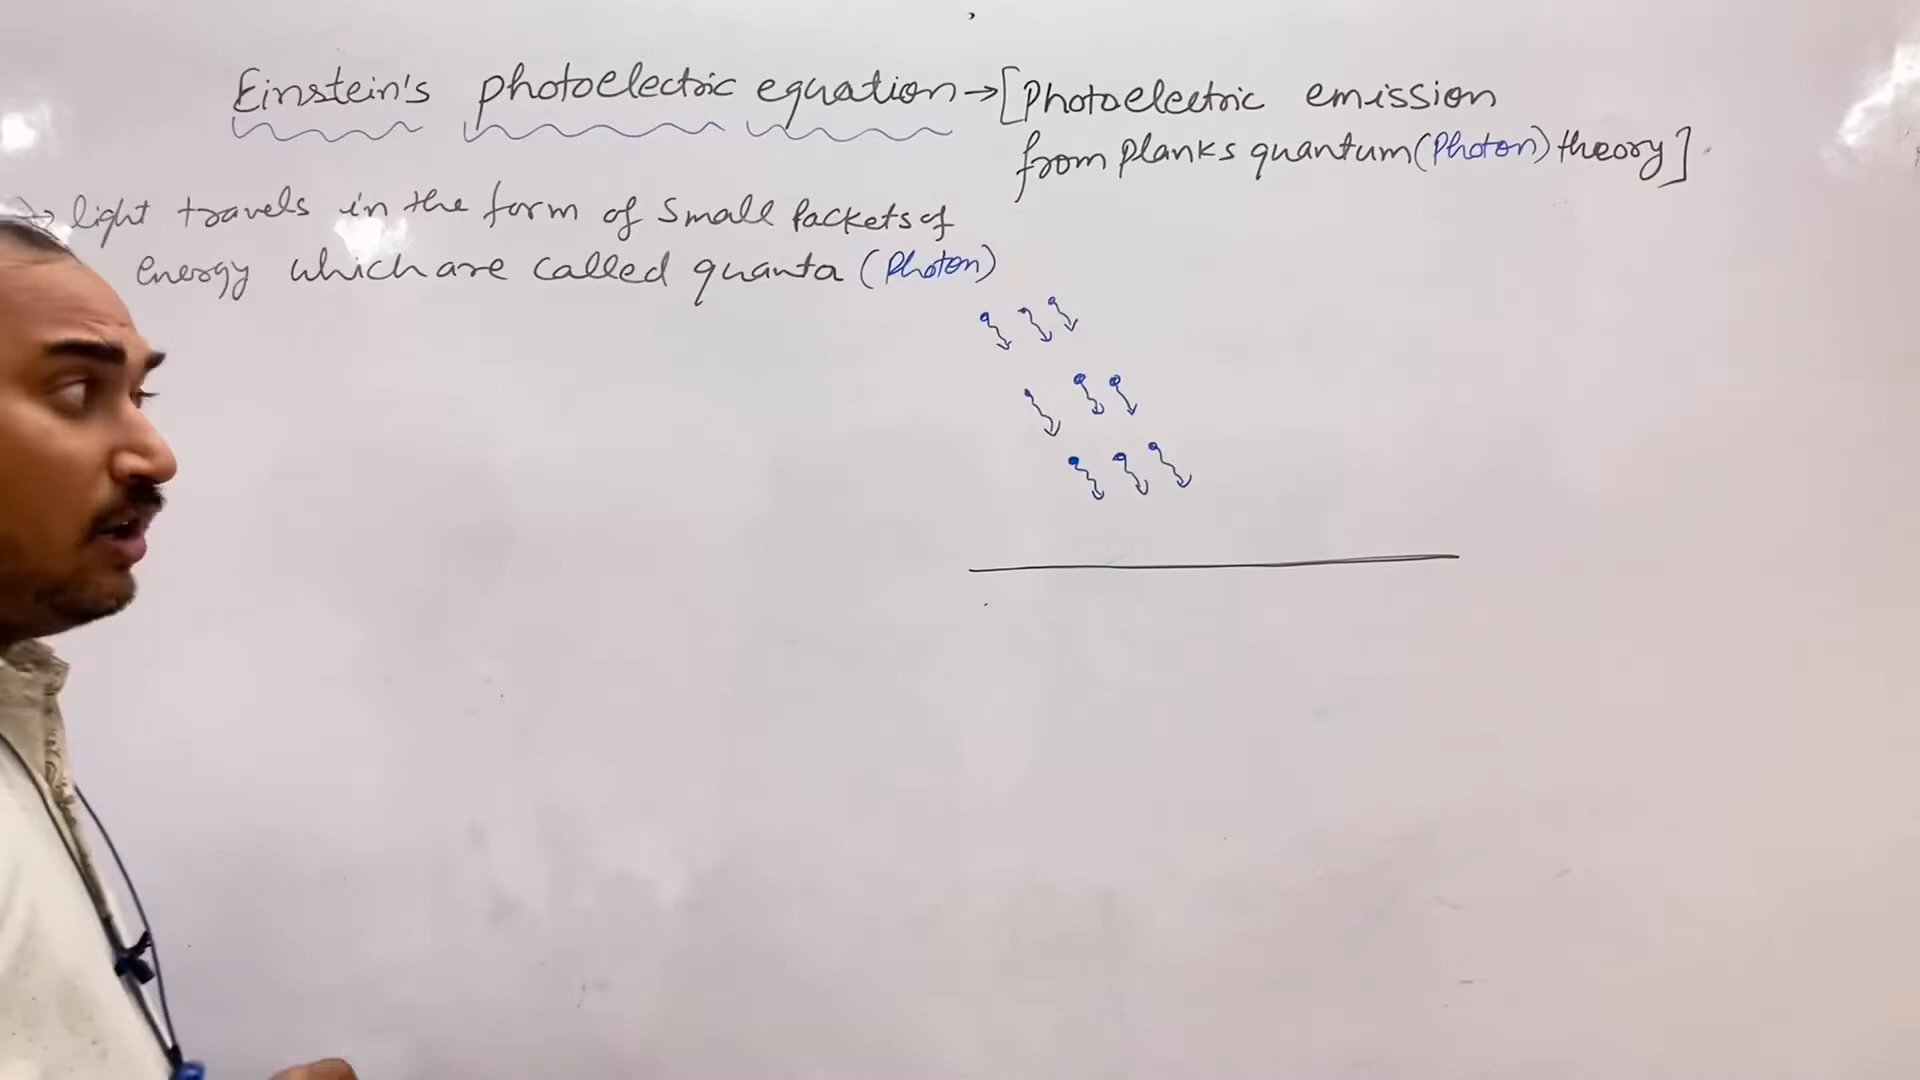 Einstein's photoelectric equation → [Photoelectric emission
from planks quantum (Photon) theory]
→ light travels in the form of small Packets of
energy which are called quanta (Photon)